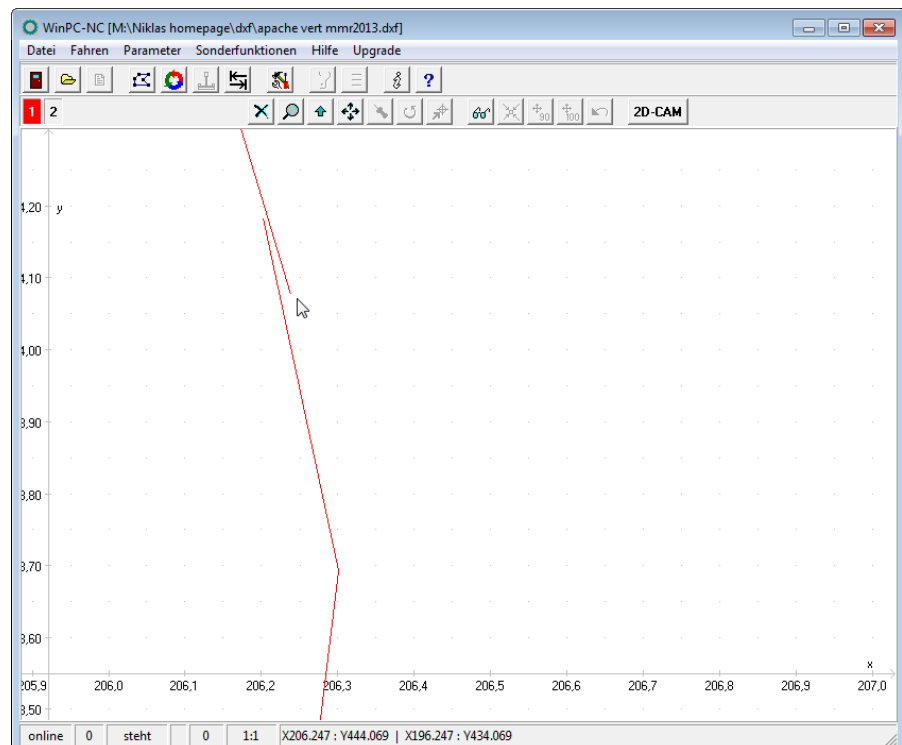 WinPC-NC [M:\Niklas homepage\dxf\apache vert mmr2013.dxf]
Datei Fahren Parameter Sonderfunktionen Hilfe Upgrade
?
1 2 90 100 2D-CAM
4,20 y
4,10
4,00
3,90
3,80
3,70
3,60
x
205,9 206,0 206,1 206,2 206,3 206,4 206,5 206,6 206,7 206,8 206,9 207,0
3,50
online 0 steht 0 1:1 X206.247 : Y444.069 | X196.247 : Y434.069